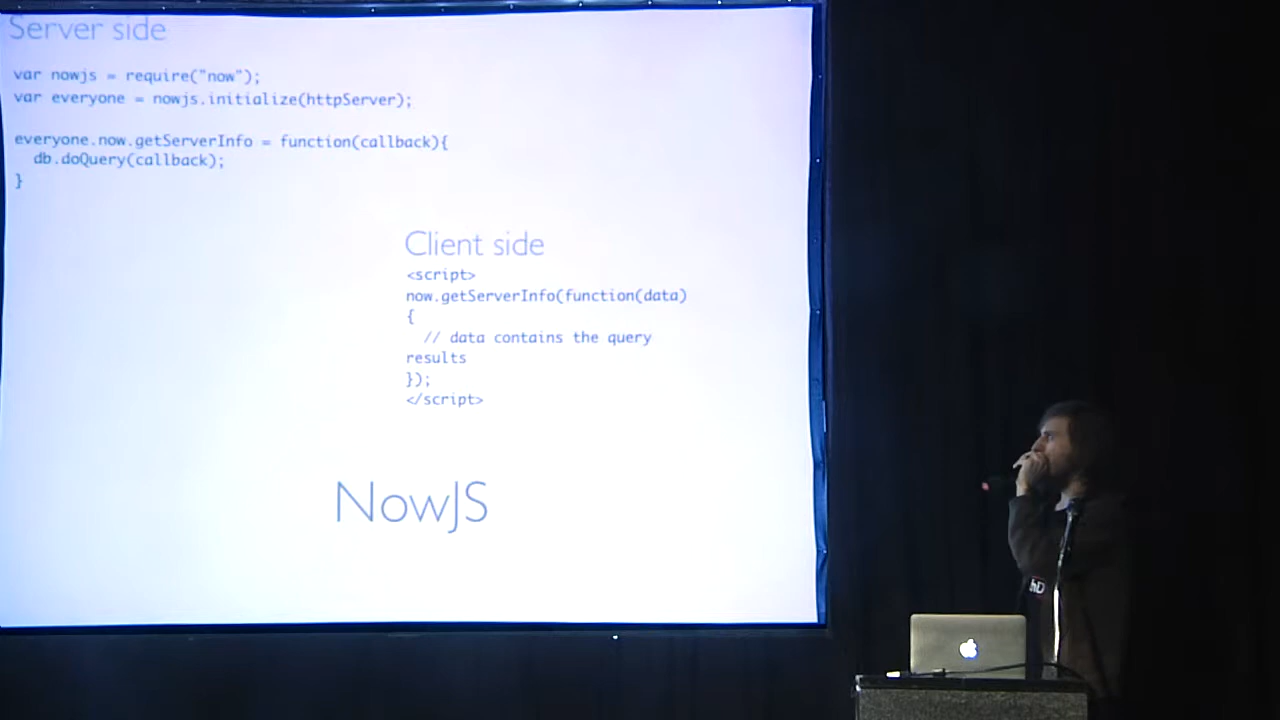 Server side
var nowjs = require("now");
var everyone = nowjs.initialize(httpServer);
everyone.now.getServerInfo = function(callback){
db.doQuery(callback);
}
Client side
<script>
now.getServerInfo(function(data)
{
// data contains the query
results
});
</script>
NowJS
hD